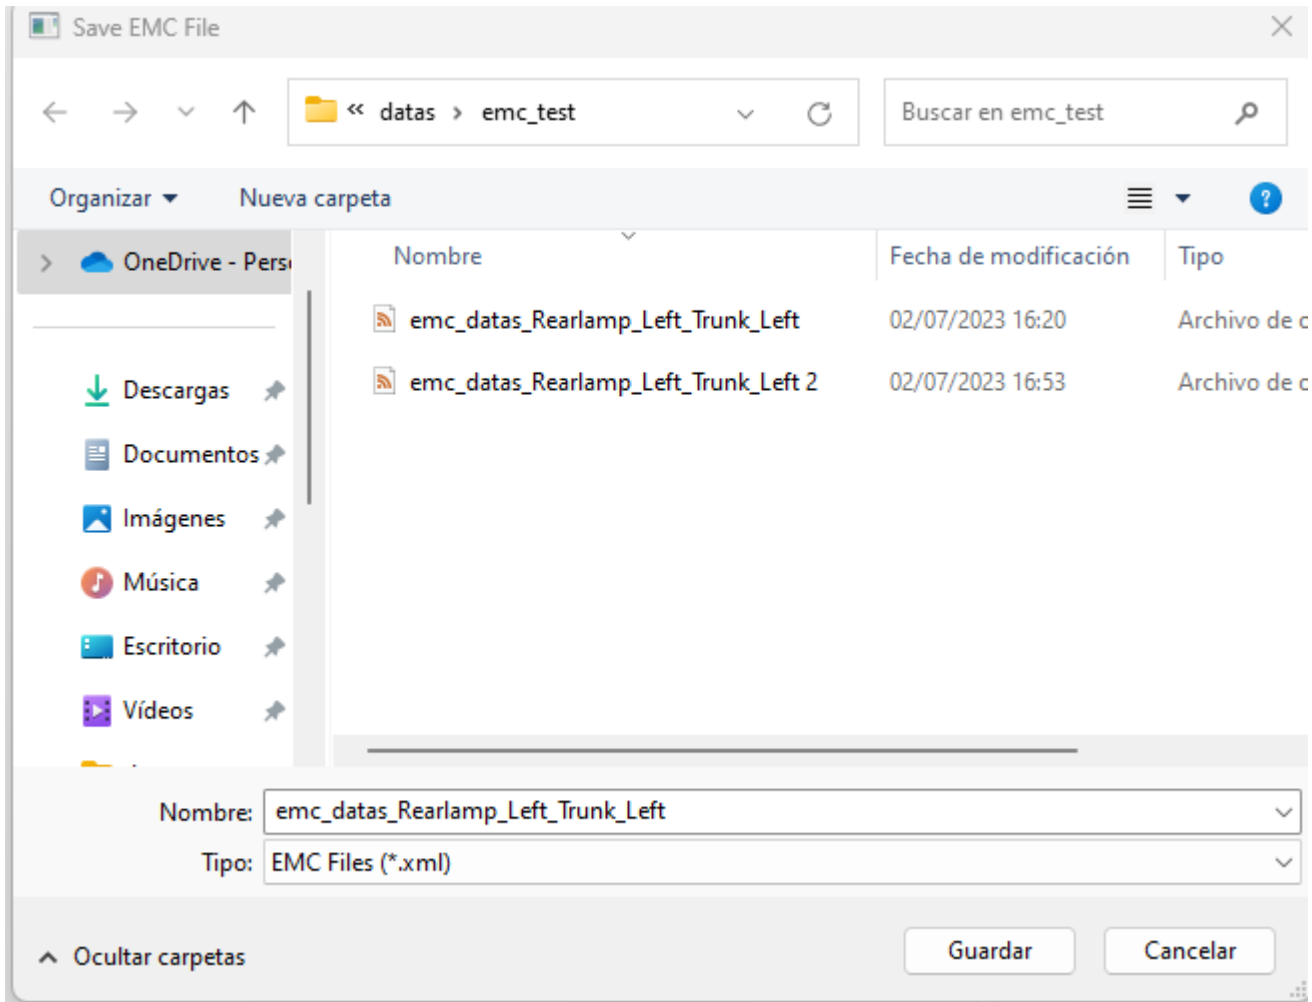 Save EMC File
« datas > emc_test
Buscar en emc_test
Organizar
Nueva carpeta
OneDrive - Pers
Nombre
Fecha de modificación
Tipo
emc_datas_Rearlamp_Left_Trunk_Left
02/07/2023 16:20
Archivo de
emc_datas_Rearlamp_Left_Trunk_Left 2
02/07/2023 16:53
Archivo de
Descargas
Documentos
Imágenes
Música
Escritorio
Vídeos
Nombre: emc_datas_Rearlamp_Left_Trunk_Left
Tipo: EMC Files (*.xml)
Ocultar carpetas
Guardar
Cancelar